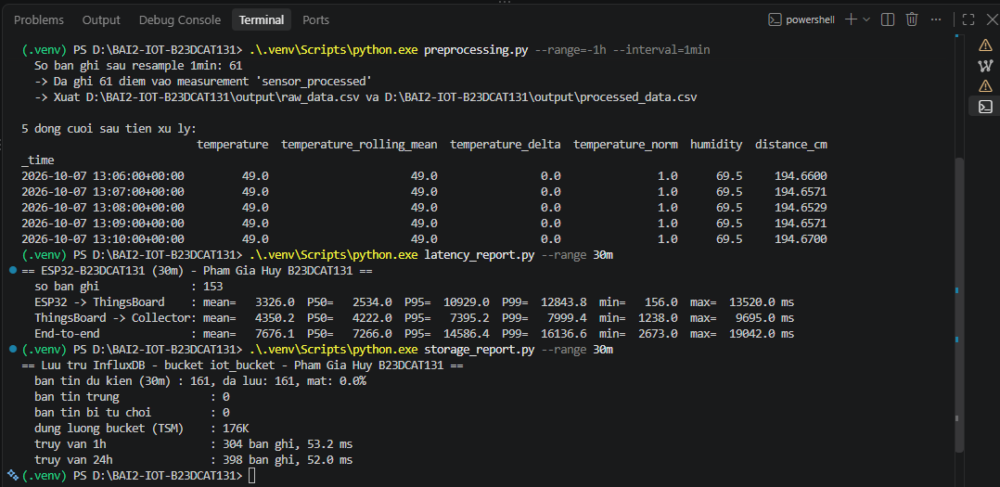 Problems Output Debug Console Terminal Ports powershell
(.venv) PS D:\BAI2-IOT-B23DCAT131> .\.venv\Scripts\python.exe preprocessing.py --range=-1h --interval=1min
So ban ghi sau resample 1min: 61
-> Da ghi 61 diem vao measurement 'sensor_processed'
-> Xuat D:\BAI2-IOT-B23DCAT131\output\raw_data.csv va D:\BAI2-IOT-B23DCAT131\output\processed_data.csv
5 dong cuoi sau tien xu ly:
temperature temperature_rolling_mean temperature_delta temperature_norm humidity distance_cm
_time
2026-10-07 13:06:00+00:00 49.0 49.0 0.0 1.0 69.5 194.6600
2026-10-07 13:07:00+00:00 49.0 49.0 0.0 1.0 69.5 194.6571
2026-10-07 13:08:00+00:00 49.0 49.0 0.0 1.0 69.5 194.6529
2026-10-07 13:09:00+00:00 49.0 49.0 0.0 1.0 69.5 194.6571
2026-10-07 13:10:00+00:00 49.0 49.0 0.0 1.0 69.5 194.6700
(.venv) PS D:\BAI2-IOT-B23DCAT131> .\.venv\Scripts\python.exe latency_report.py --range 30m
== ESP32-B23DCAT131 (30m) - Pham Gia Huy B23DCAT131 ==
so ban ghi : 153
ESP32 -> ThingsBoard : mean= 3326.0 P50= 2534.0 P95= 10929.0 P99= 12843.8 min= 156.0 max= 13520.0 ms
ThingsBoard -> Collector: mean= 4350.2 P50= 4222.0 P95= 7395.2 P99= 7999.4 min= 1238.0 max= 9695.0 ms
End-to-end : mean= 7676.1 P50= 7266.0 P95= 14586.4 P99= 16136.6 min= 2673.0 max= 19042.0 ms
(.venv) PS D:\BAI2-IOT-B23DCAT131> .\.venv\Scripts\python.exe storage_report.py --range 30m
== Luu tru InfluxDB - bucket iot_bucket - Pham Gia Huy B23DCAT131 ==
ban tin du kien (30m) : 161, da luu: 161, mat: 0.0%
ban tin trung : 0
ban tin bi tu choi : 0
dung luong bucket (TSM) : 176K
truy van 1h : 304 ban ghi, 53.2 ms
truy van 24h : 398 ban ghi, 52.0 ms
(.venv) PS D:\BAI2-IOT-B23DCAT131>